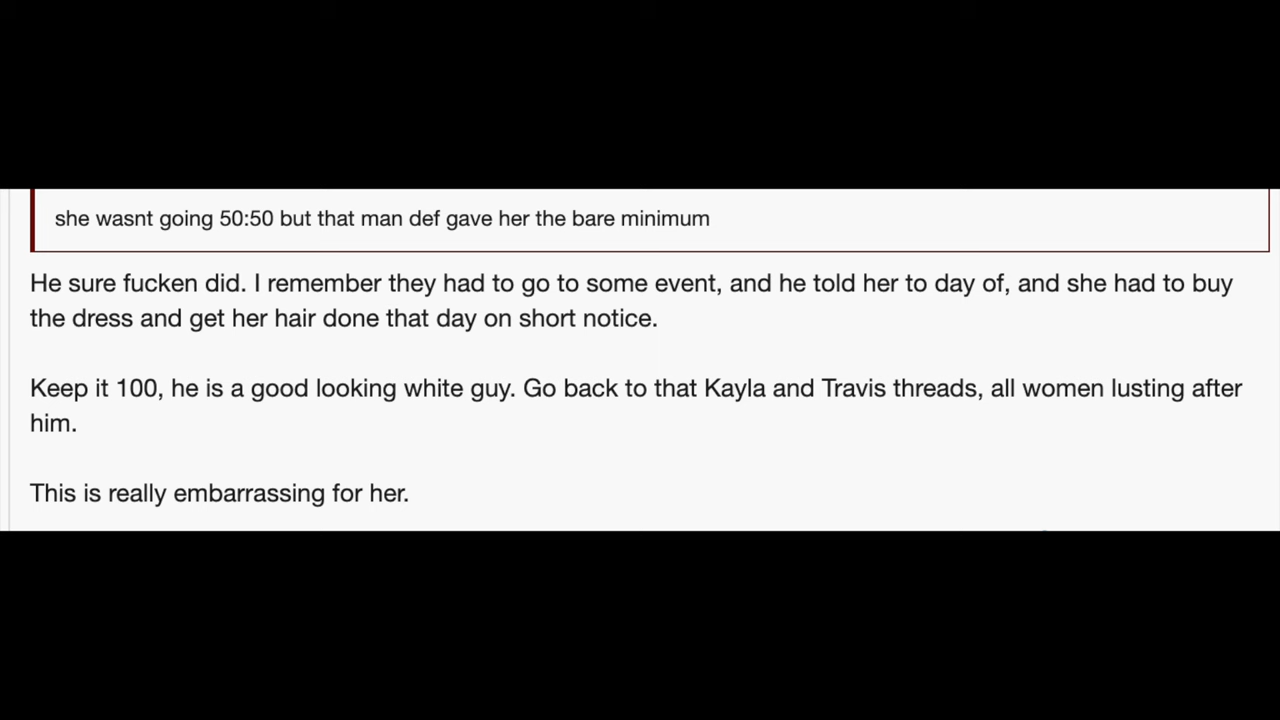 she wasnt going 50:50 but that man def gave her the bare minimum
He sure fucken did. I remember they had to go to some event, and he told her to day of, and she had to buy
the dress and get her hair done that day on short notice.
Keep it 100, he is a good looking white guy. Go back to that Kayla and Travis threads, all women lusting after
him.
This is really embarrassing for her.